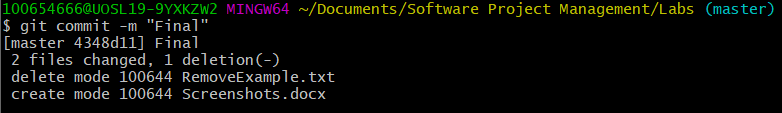 100654666@UOSL19-9YXKZW2 MINGW64 ~/Documents/Software Project Management/Labs (master)
$ git commit -m "Final"
[master 4348d11] Final
 2 files changed, 1 deletion(-)
 delete mode 100644 RemoveExample.txt
 create mode 100644 Screenshots.docx